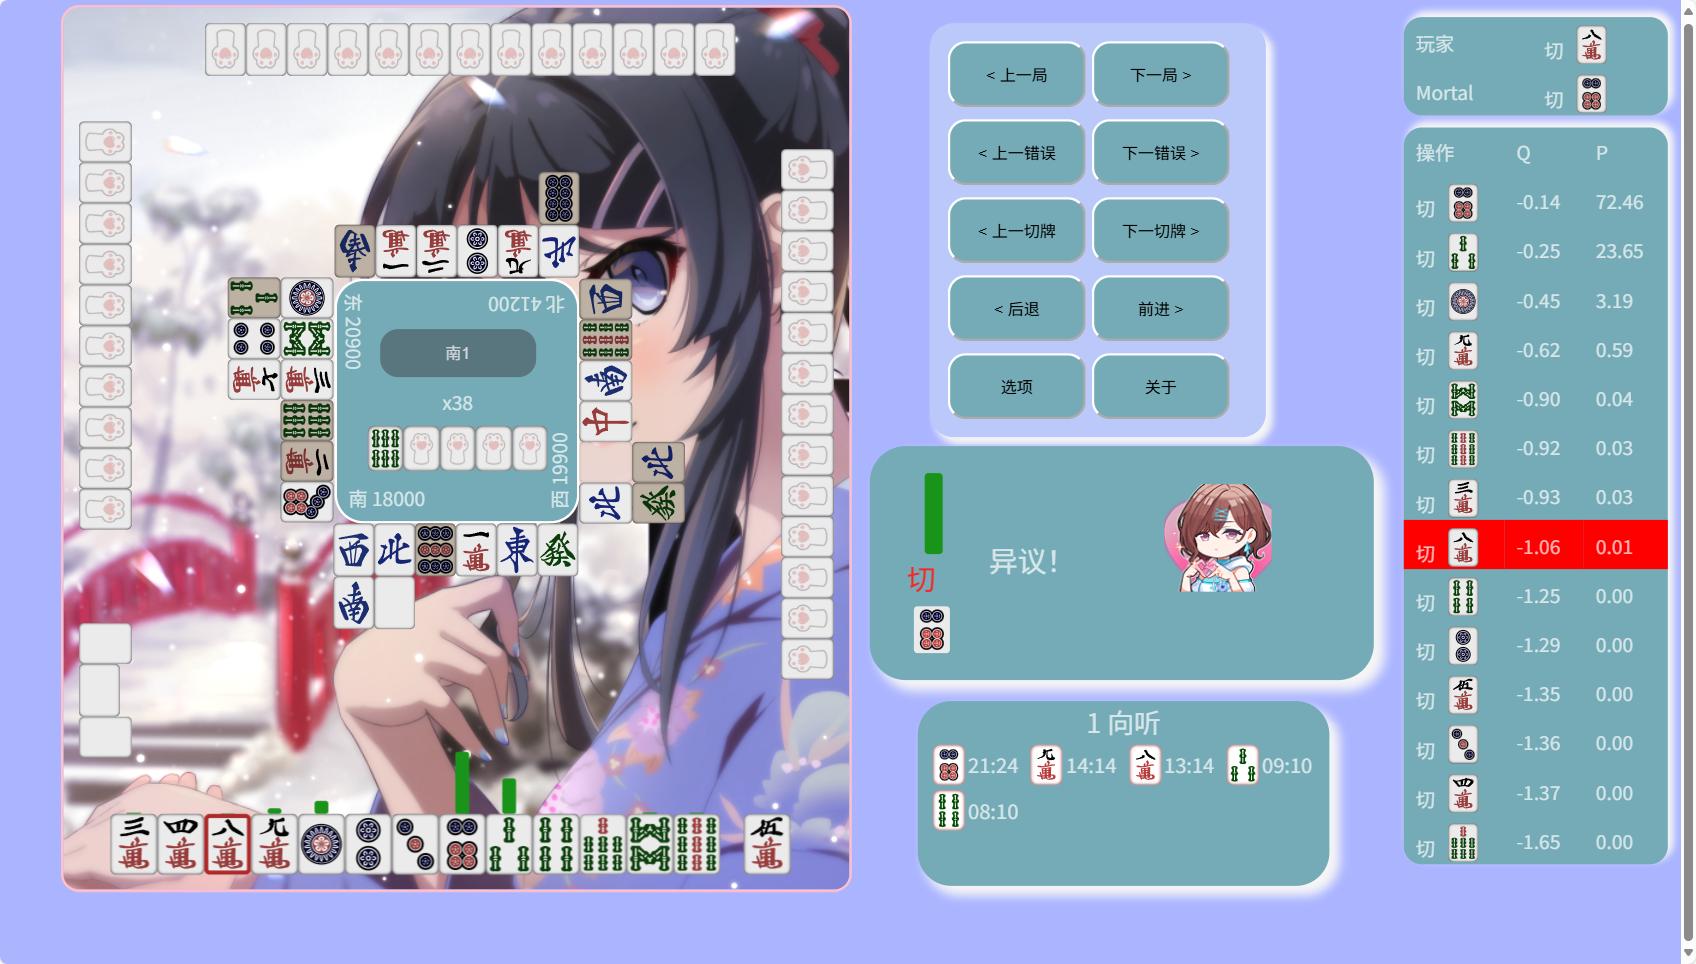 < 上一局
下一局 >
< 上一错误
下一错误 >
< 上一切牌
下一切牌 >
< 后退
前进 >
选项
关于
东 20900
北 41200
南1
x38
南 18000
西 19900
切
异议!
1 向听
21:24
14:14
13:14
09:10
08:10
玩家 切
Mortal 切
操作 Q P
切 -0.14 72.46
切 -0.25 23.65
切 -0.45 3.19
切 -0.62 0.59
切 -0.90 0.04
切 -0.92 0.03
切 -0.93 0.03
切 -1.06 0.01
切 -1.25 0.00
切 -1.29 0.00
切 -1.35 0.00
切 -1.36 0.00
切 -1.37 0.00
切 -1.65 0.00